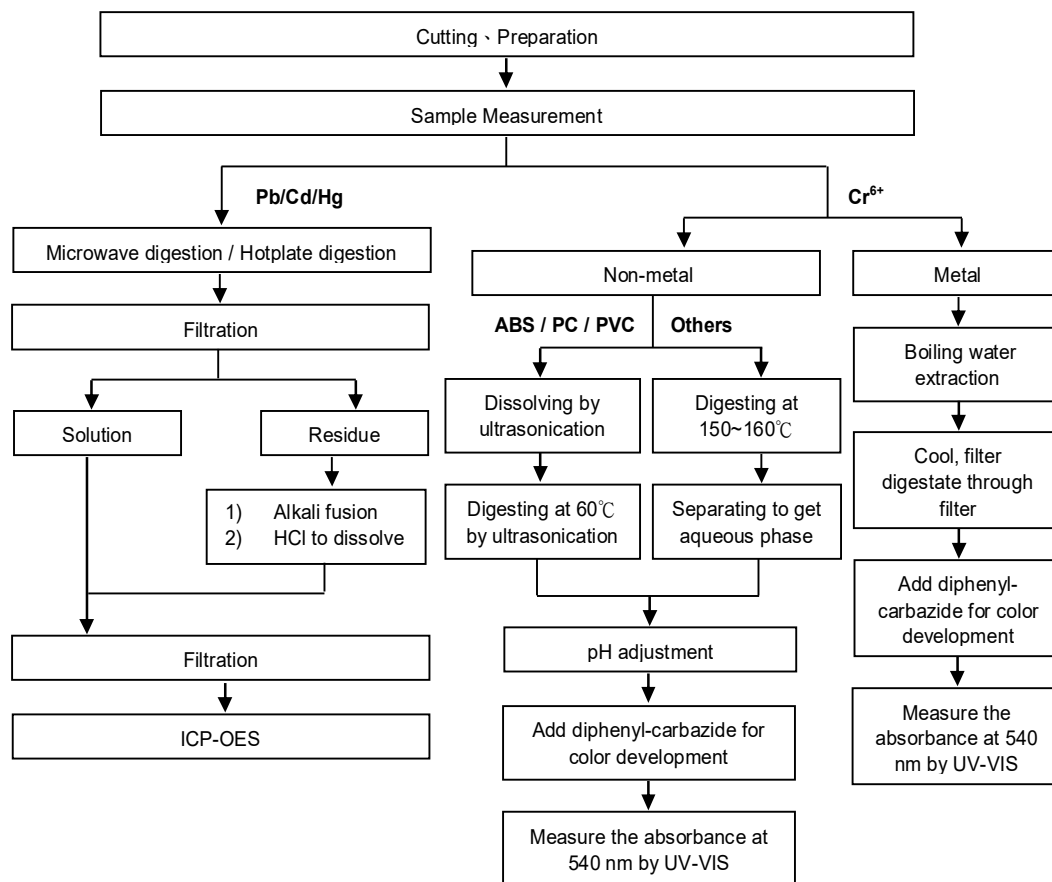 Cutting、Preparation
Sample Measurement
Pb/Cd/Hg
Cr⁶⁺
Microwave digestion / Hotplate digestion
Non-metal
Metal
Filtration
ABS / PC / PVC
Others
Boiling water
extraction
Solution
Residue
Dissolving by
ultrasonication
Digesting at
150~160℃
Cool, filter
digestate through
filter
1) Alkali fusion
2) HCl to dissolve
Digesting at 60℃
by ultrasonication
Separating to get
aqueous phase
Add diphenyl-
carbazide for color
development
Filtration
pH adjustment
ICP-OES
Add diphenyl-carbazide for
color development
Measure the
absorbance at 540
nm by UV-VIS
Measure the absorbance at
540 nm by UV-VIS